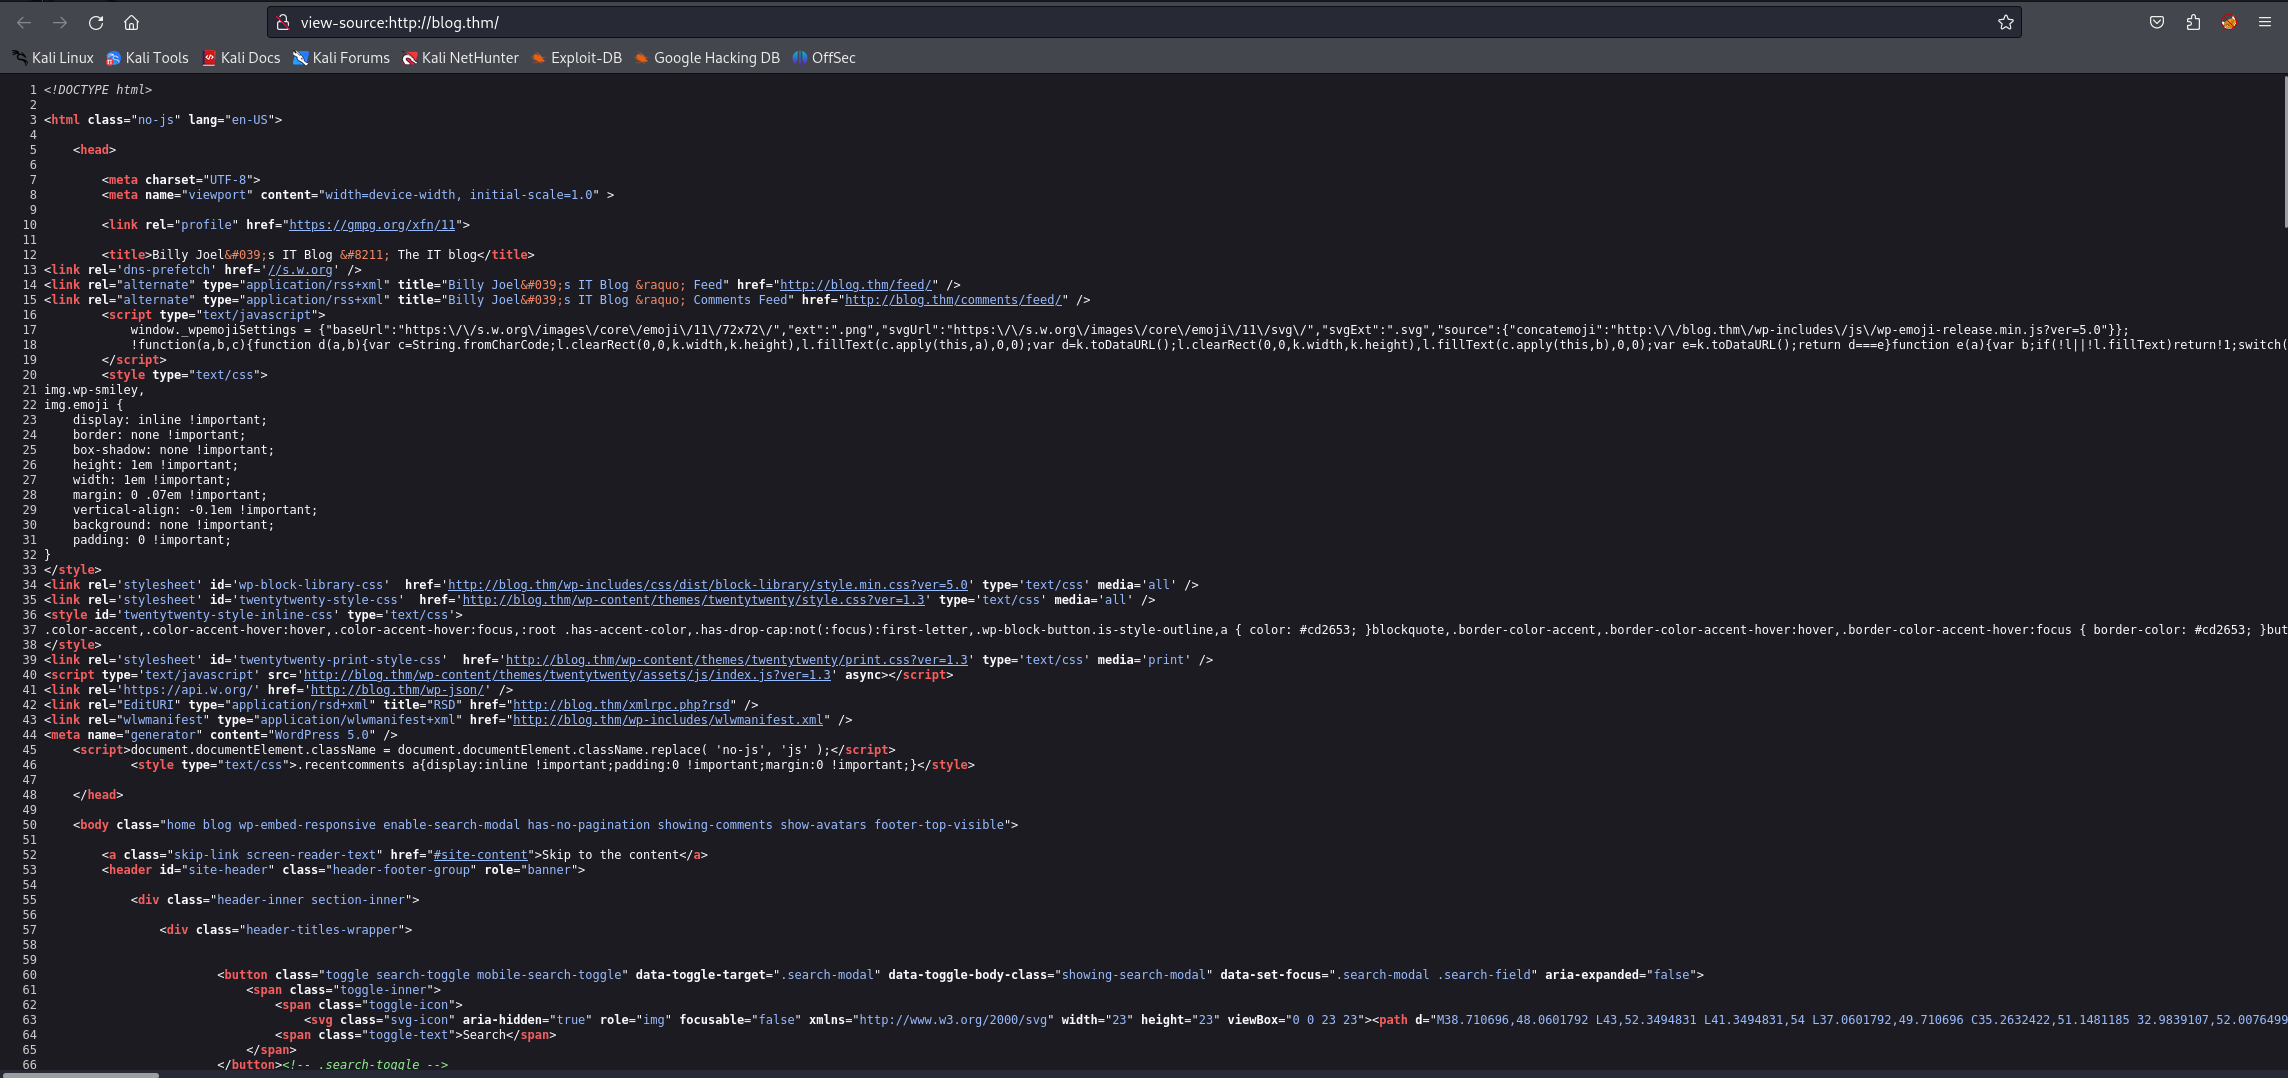 view-source:http://blog.thm/
Kali Linux Kali Tools Kali Docs Kali Forums Kali NetHunter Exploit-DB Google Hacking DB OffSec
1 <!DOCTYPE html>
2
3 <html class="no-js" lang="en-US">
4
5     <head>
6
7         <meta charset="UTF-8">
8         <meta name="viewport" content="width=device-width, initial-scale=1.0" >
9
10         <link rel="profile" href="https://gmpg.org/xfn/11">
11
12         <title>Billy Joel&#039;s IT Blog &#8211; The IT blog</title>
13 <link rel='dns-prefetch' href='//s.w.org' />
14 <link rel="alternate" type="application/rss+xml" title="Billy Joel&#039;s IT Blog &raquo; Feed" href="http://blog.thm/feed/" />
15 <link rel="alternate" type="application/rss+xml" title="Billy Joel&#039;s IT Blog &raquo; Comments Feed" href="http://blog.thm/comments/feed/" />
16         <script type="text/javascript">
17             window._wpemojiSettings = {"baseUrl":"https:\/\/s.w.org\/images\/core\/emoji\/11\/72x72\/","ext":".png","svgUrl":"https:\/\/s.w.org\/images\/core\/emoji\/11\/svg\/","svgExt":".svg","source":{"concatemoji":"http:\/\/blog.thm\/wp-includes\/js\/wp-emoji-release.min.js?ver=5.0"}};
18             !function(a,b,c){function d(a,b){var c=String.fromCharCode;l.clearRect(0,0,k.width,k.height),l.fillText(c.apply(this,a),0,0);var d=k.toDataURL();l.clearRect(0,0,k.width,k.height),l.fillText(c.apply(this,b),0,0);var e=k.toDataURL();return d===e}function e(a){var b;if(!l||!l.fillText)return!1;switch(
19         </script>
20         <style type="text/css">
21 img.wp-smiley,
22 img.emoji {
23     display: inline !important;
24     border: none !important;
25     box-shadow: none !important;
26     height: 1em !important;
27     width: 1em !important;
28     margin: 0 .07em !important;
29     vertical-align: -0.1em !important;
30     background: none !important;
31     padding: 0 !important;
32 }
33 </style>
34 <link rel='stylesheet' id='wp-block-library-css'  href='http://blog.thm/wp-includes/css/dist/block-library/style.min.css?ver=5.0' type='text/css' media='all' />
35 <link rel='stylesheet' id='twentytwenty-style-css'  href='http://blog.thm/wp-content/themes/twentytwenty/style.css?ver=1.3' type='text/css' media='all' />
36 <style id='twentytwenty-style-inline-css' type='text/css'>
37 .color-accent,.color-accent-hover:hover,.color-accent-hover:focus,:root .has-accent-color,.has-drop-cap:not(:focus):first-letter,.wp-block-button.is-style-outline,a { color: #cd2653; }blockquote,.border-color-accent,.border-color-accent-hover:hover,.border-color-accent-hover:focus { border-color: #cd2653; }but
38 </style>
39 <link rel='stylesheet' id='twentytwenty-print-style-css'  href='http://blog.thm/wp-content/themes/twentytwenty/print.css?ver=1.3' type='text/css' media='print' />
40 <script type='text/javascript' src='http://blog.thm/wp-content/themes/twentytwenty/assets/js/index.js?ver=1.3' async></script>
41 <link rel='https://api.w.org/' href='http://blog.thm/wp-json/' />
42 <link rel="EditURI" type="application/rsd+xml" title="RSD" href="http://blog.thm/xmlrpc.php?rsd" />
43 <link rel="wlwmanifest" type="application/wlwmanifest+xml" href="http://blog.thm/wp-includes/wlwmanifest.xml" />
44 <meta name="generator" content="WordPress 5.0" />
45     <script>document.documentElement.className = document.documentElement.className.replace( 'no-js', 'js' );</script>
46             <style type="text/css">.recentcomments a{display:inline !important;padding:0 !important;margin:0 !important;}</style>
47
48     </head>
49
50     <body class="home blog wp-embed-responsive enable-search-modal has-no-pagination showing-comments show-avatars footer-top-visible">
51
52         <a class="skip-link screen-reader-text" href="#site-content">Skip to the content</a>
53         <header id="site-header" class="header-footer-group" role="banner">
54
55             <div class="header-inner section-inner">
56
57                 <div class="header-titles-wrapper">
58
59
60                         <button class="toggle search-toggle mobile-search-toggle" data-toggle-target=".search-modal" data-toggle-body-class="showing-search-modal" data-set-focus=".search-modal .search-field" aria-expanded="false">
61                             <span class="toggle-inner">
62                                 <span class="toggle-icon">
63                                     <svg class="svg-icon" aria-hidden="true" role="img" focusable="false" xmlns="http://www.w3.org/2000/svg" width="23" height="23" viewBox="0 0 23 23"><path d="M38.710696,48.0601792 L43,52.3494831 L41.3494831,54 L37.0601792,49.710696 C35.2632422,51.1481185 32.9839107,52.0076499
64                                 <span class="toggle-text">Search</span>
65                             </span>
66                         </button><!-- .search-toggle -->